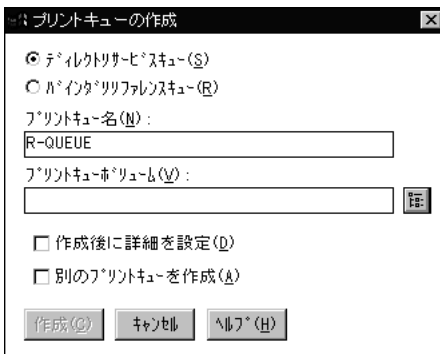 プリントキューの作成
ﾃﾞｨﾚｸﾄﾘｻｰﾋﾞｽｷｭｰ(S)
ﾊﾞｲﾝﾀﾞﾘﾘﾌｧﾚﾝｽｷｭｰ(R)
ﾌﾟﾘﾝﾄｷｭｰ名(N) :
R-QUEUE
ﾌﾟﾘﾝﾄｷｭｰﾎﾞﾘｭｰﾑ(V) :
作成後に詳細を設定(D)
別のﾌﾟﾘﾝﾄｷｭｰを作成(A)
作成(C) ｷｬﾝｾﾙ ﾍﾙﾌﾟ(H)